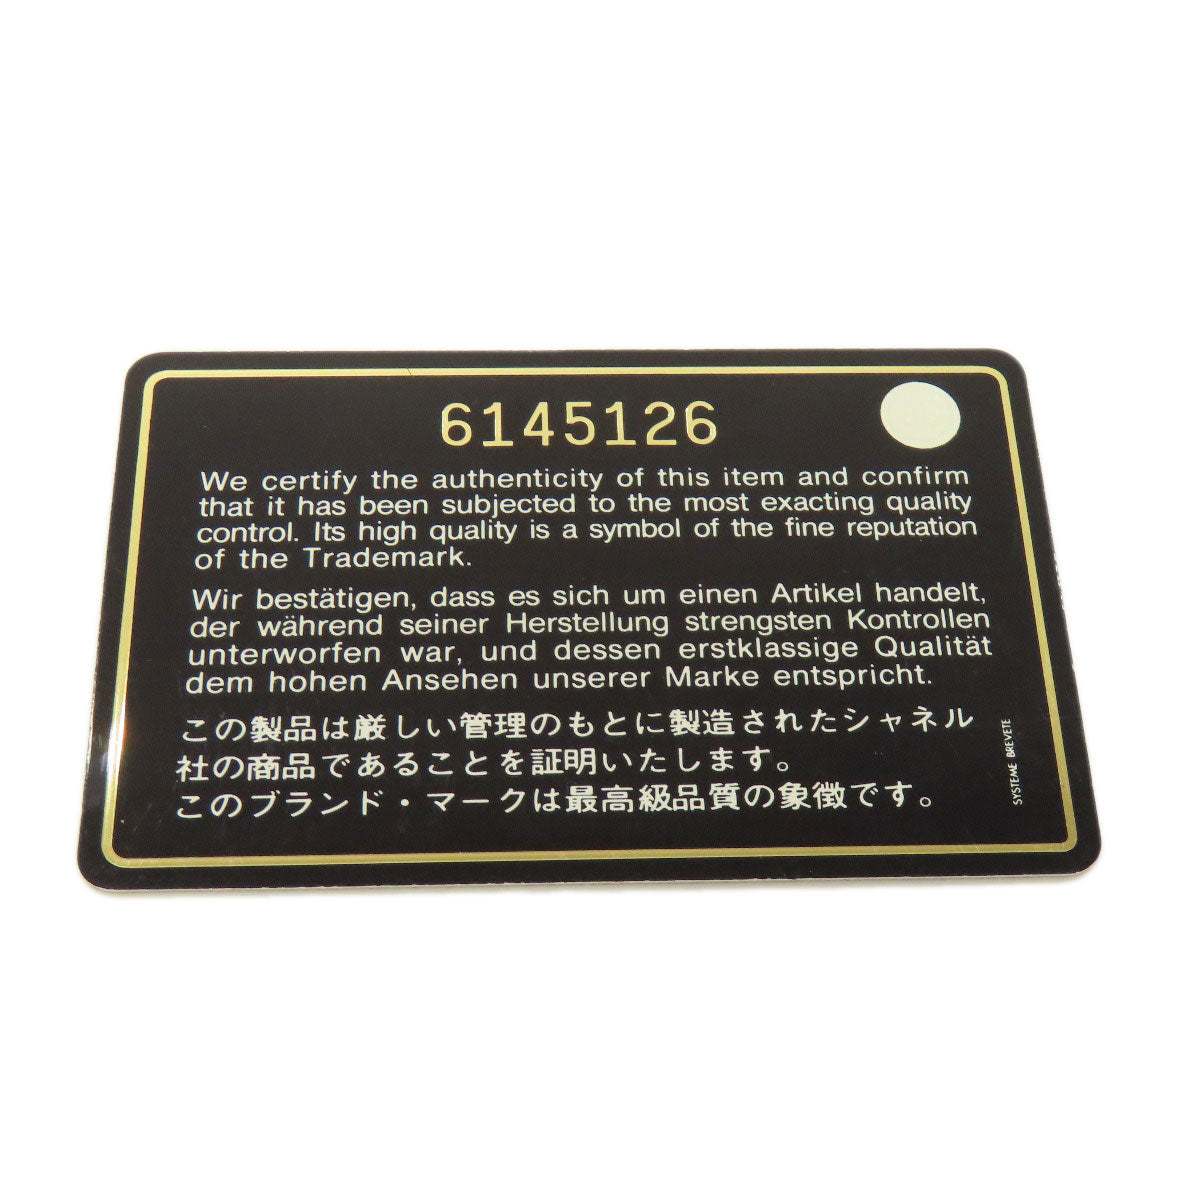 6145126
We certify the authenticity of this item and confirm
that it has been subjected to the most exacting quality
control. Its high quality is a symbol of the fine reputation
of the Trademark.
Wir bestätigen, dass es sich um einen Artikel handelt,
der während seiner Herstellung strengsten Kontrollen
unterworfen war, und dessen erstklassige Qualität
dem hohen Ansehen unserer Marke entspricht.
この製品は厳しい管理のもとに製造されたシャネル
社の商品であることを証明いたします。
このブランド・マークは最高級品質の象徴です。
SYSTEME BREVETE